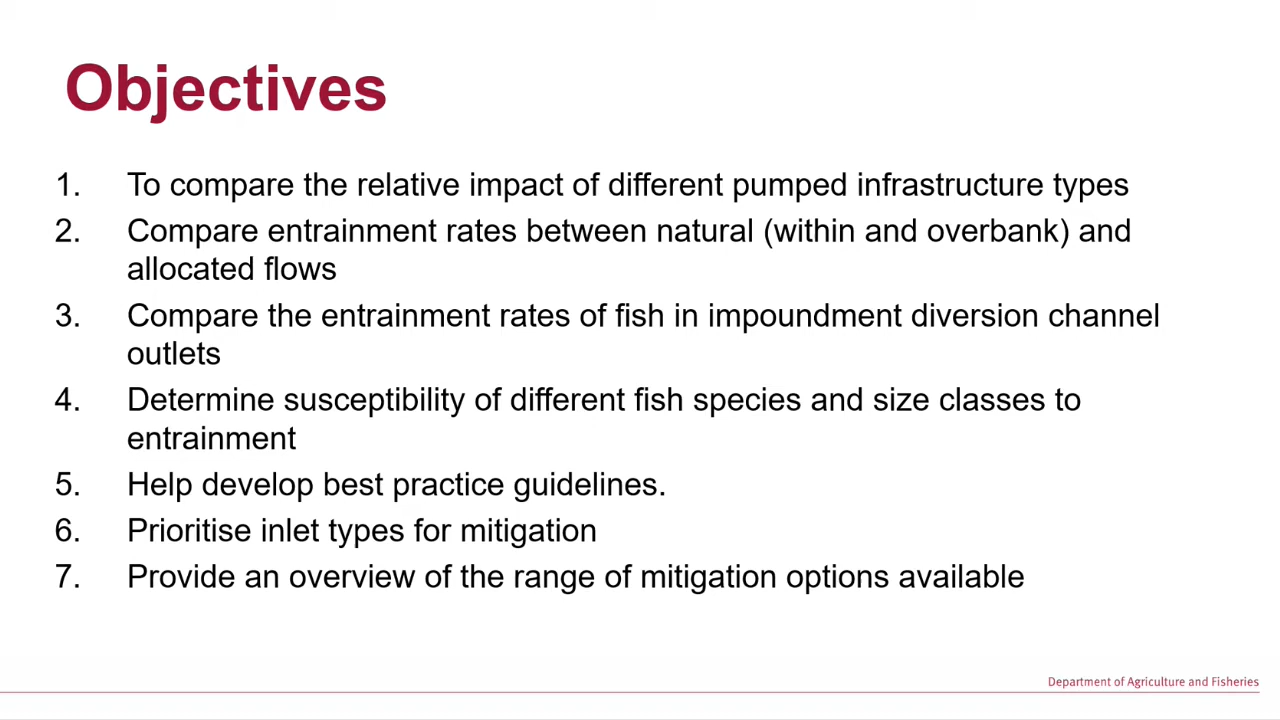 Objectives
1. To compare the relative impact of different pumped infrastructure types
2. Compare entrainment rates between natural (within and overbank) and
allocated flows
3. Compare the entrainment rates of fish in impoundment diversion channel
outlets
4. Determine susceptibility of different fish species and size classes to
entrainment
5. Help develop best practice guidelines.
6. Prioritise inlet types for mitigation
7. Provide an overview of the range of mitigation options available
Department of Agriculture and Fisheries